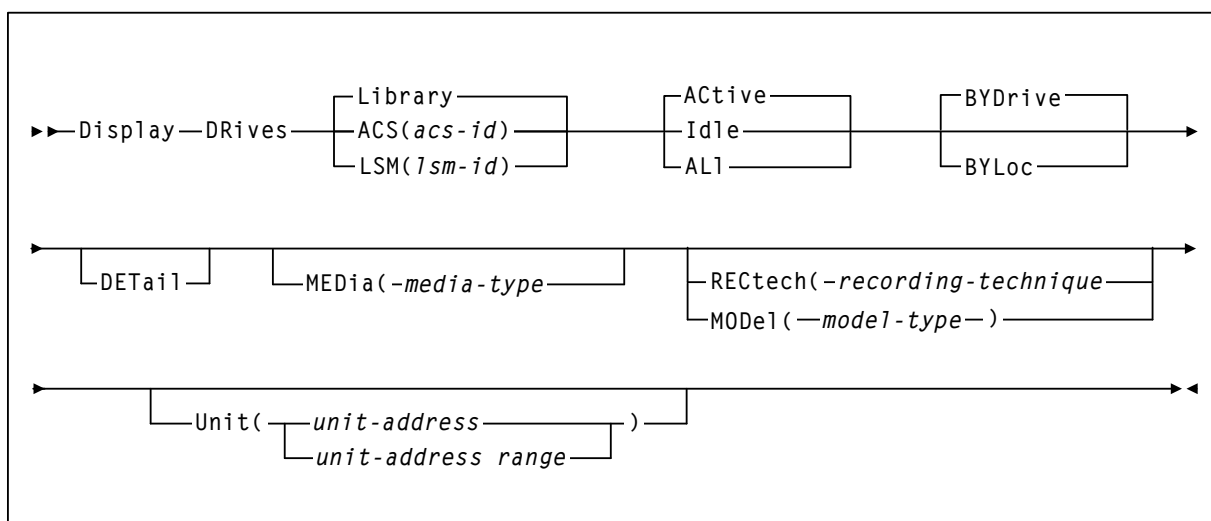 Library
ACtive
BYDrive
Display DRives ACS(acs-id) Idle
LSM(lsm-id) ALl BYLoc
DETail MEDia( media-type RECtech( recording-technique
MODel( model-type )
Unit( unit-address )
unit-address range